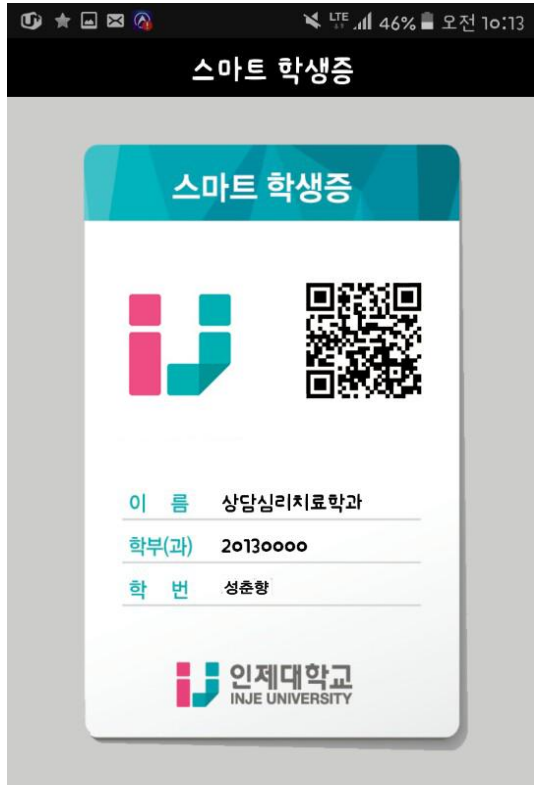 LTE 46% 오전 10:13
스마트 학생증
스마트 학생증
이 름 상담심리치료학과
학부(과) 20130000
학 번 성춘향
인제대학교
INJE UNIVERSITY